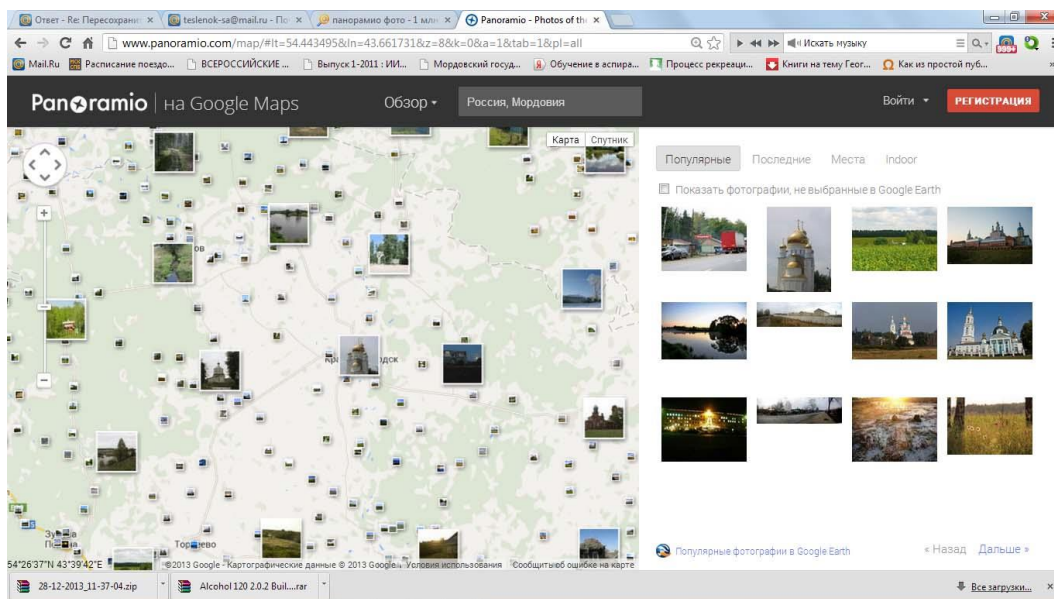 Ответ - Re: Пересохрани
teslenok-sa@mail.ru - По
панорамио фото - 1 млн
Panoramio - Photos of the
www.panoramio.com/map/#lt=54.443495&ln=43.661731&z=8&k=0&a=1&tab=1&pl=all
Искать музыку
999+
Mail.Ru
Расписание поездо...
ВСЕРОССИЙСКИЕ ...
Выпуск 1-2011 : ИИ...
Мордовский госуд...
Обучение в аспира...
Процесс рекреаци...
Книги на тему Геог...
Как из простой пуб...
Panoramio | на Google Maps
Обзор
Россия, Мордовия
Войти
РЕГИСТРАЦИЯ
Карта
Спутник
Популярные
Последние
Места
Indoor
Показать фотографии, не выбранные в Google Earth
54°26'37"N 43°39'42"E
©2013 Google - Картографические данные © 2013 Google
Условия использования
Сообщить об ошибке на карте
Популярные фотографии в Google Earth
« Назад
Дальше »
28-12-2013_11-37-04.zip
Alcohol 120 2.0.2 Buil....rar
Все загрузки...